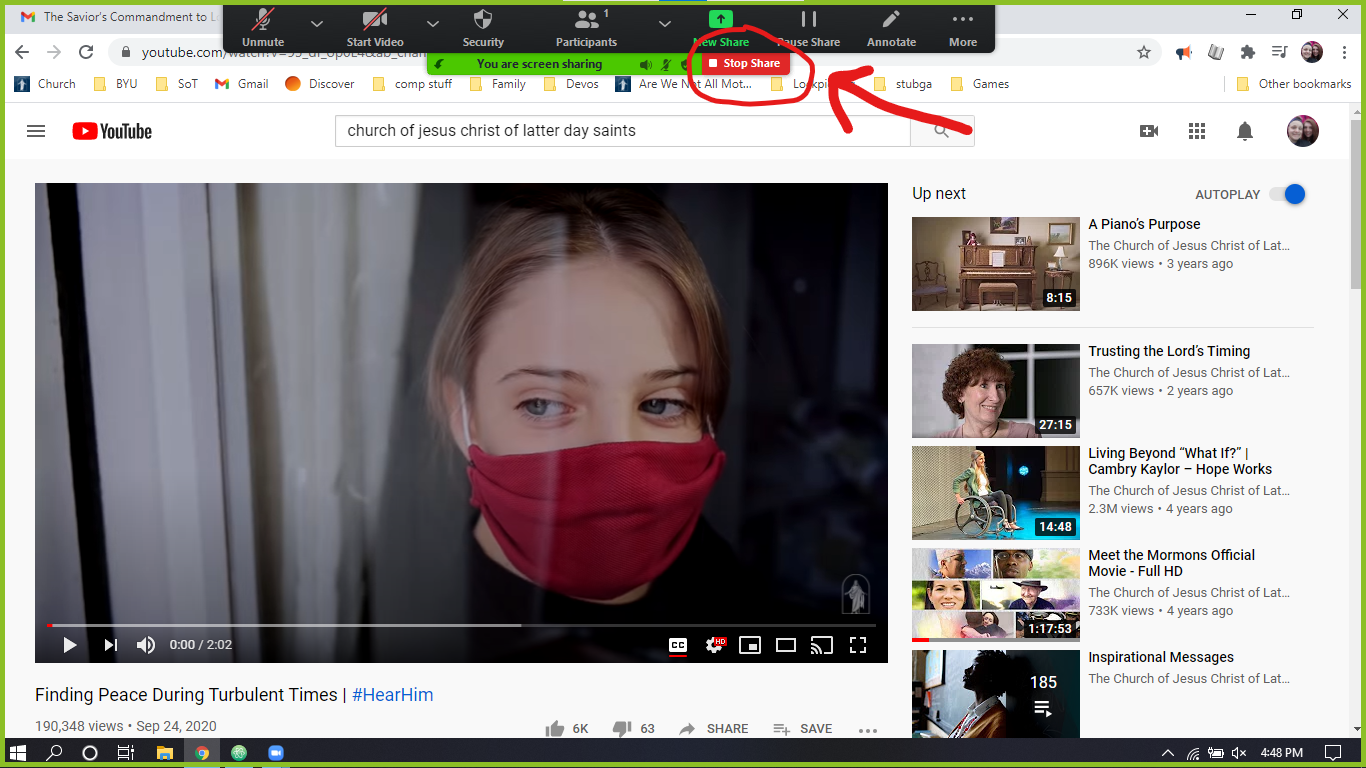 The Savior's Commandment to L
1
Unmute
Start Video
Security
Participants
New Share
Pause Share
Annotate
More
youtube.com/watch?v=
You are screen sharing
Stop Share
Church
BYU
SoT
Gmail
Discover
comp stuff
Family
Devos
Are We Not All Mot...
stubga
Games
Other bookmarks
YouTube
church of jesus christ of latter day saints
Up next
AUTOPLAY
A Piano's Purpose
The Church of Jesus Christ of Lat...
896K views • 3 years ago
8:15
Trusting the Lord's Timing
The Church of Jesus Christ of Lat...
657K views • 2 years ago
27:15
Living Beyond “What If?” |
Cambry Kaylor – Hope Works
The Church of Jesus Christ of Lat...
2.3M views • 4 years ago
14:48
Meet the Mormons Official
Movie - Full HD
The Church of Jesus Christ of Lat...
733K views • 4 years ago
1:17:53
Inspirational Messages
The Church of Jesus Christ of Lat...
185
0:00 / 2:02
CC
HD
Finding Peace During Turbulent Times | #HearHim
190,348 views • Sep 24, 2020
6K
63
SHARE
SAVE
4:48 PM